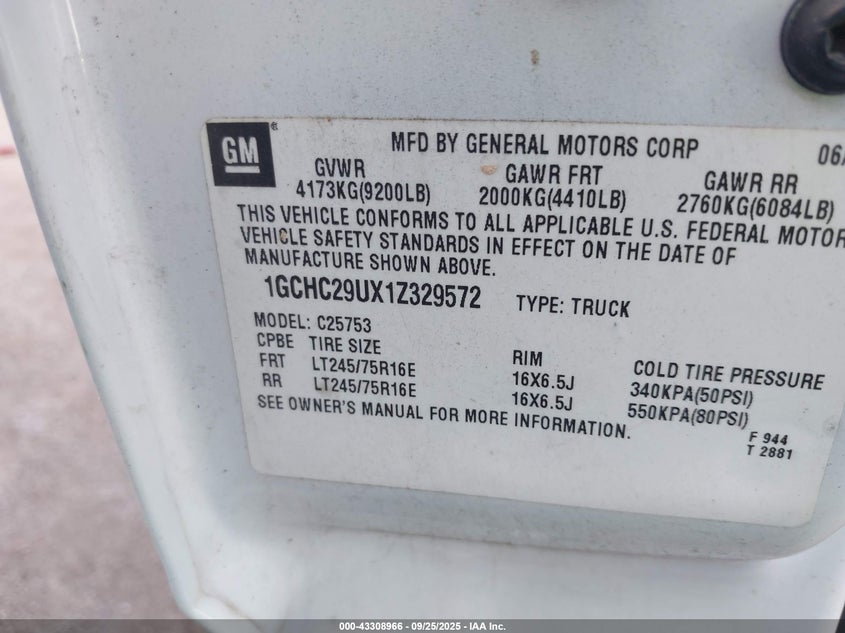 GM
MFD BY GENERAL MOTORS CORP 06/
GVWR GAWR FRT GAWR RR
4173KG(9200LB) 2000KG(4410LB) 2760KG(6084LB)
THIS VEHICLE CONFORMS TO ALL APPLICABLE U.S. FEDERAL MOTOR
VEHICLE SAFETY STANDARDS IN EFFECT ON THE DATE OF
MANUFACTURE SHOWN ABOVE.
1GCHC29UX1Z329572 TYPE: TRUCK
MODEL: C25753
CPBE TIRE SIZE RIM COLD TIRE PRESSURE
FRT LT245/75R16E 16X6.5J 340KPA(50PSI)
RR LT245/75R16E 16X6.5J 550KPA(80PSI)
SEE OWNER'S MANUAL FOR MORE INFORMATION.
F 944
T 2881
000-43308966 | 09/25/2025 | IAA Inc.